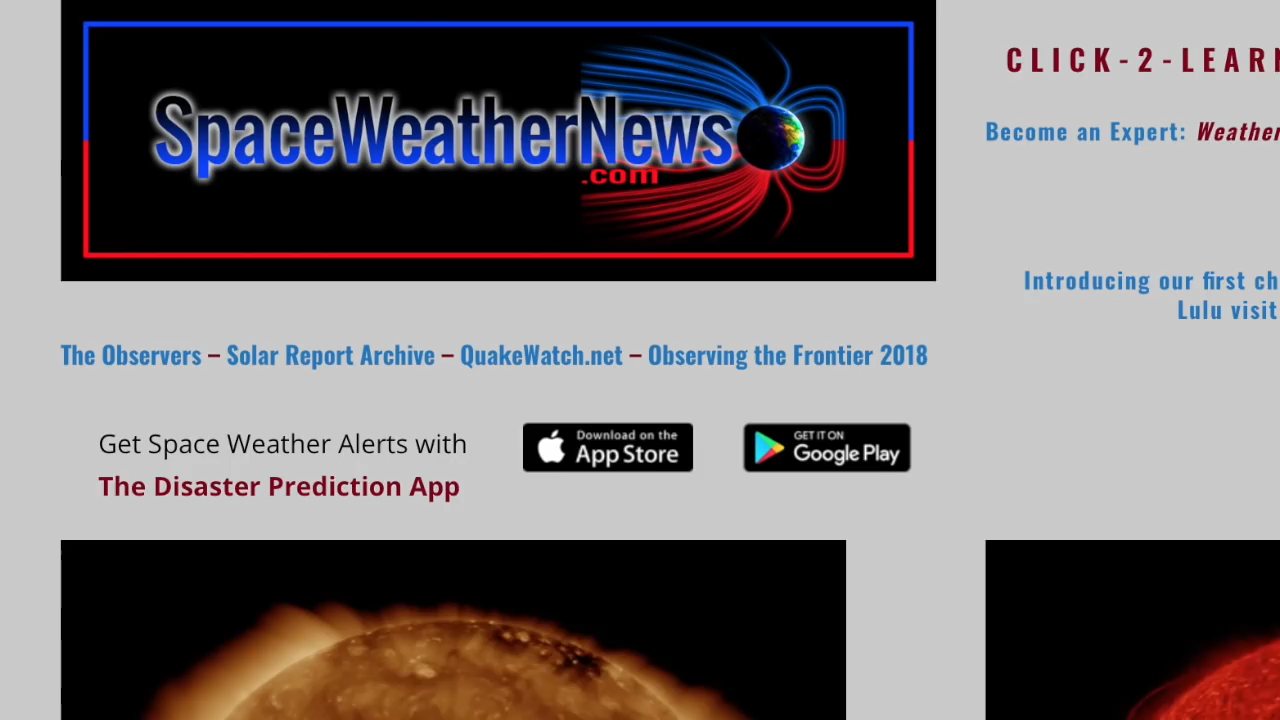 SpaceWeatherNews
.com
The Observers – Solar Report Archive – QuakeWatch.net – Observing the Frontier 2018
Get Space Weather Alerts with
The Disaster Prediction App
Download on the
App Store
GET IT ON
Google Play
CLICK-2-LEARN
Become an Expert: Weather
Introducing our first ch
Lulu visit